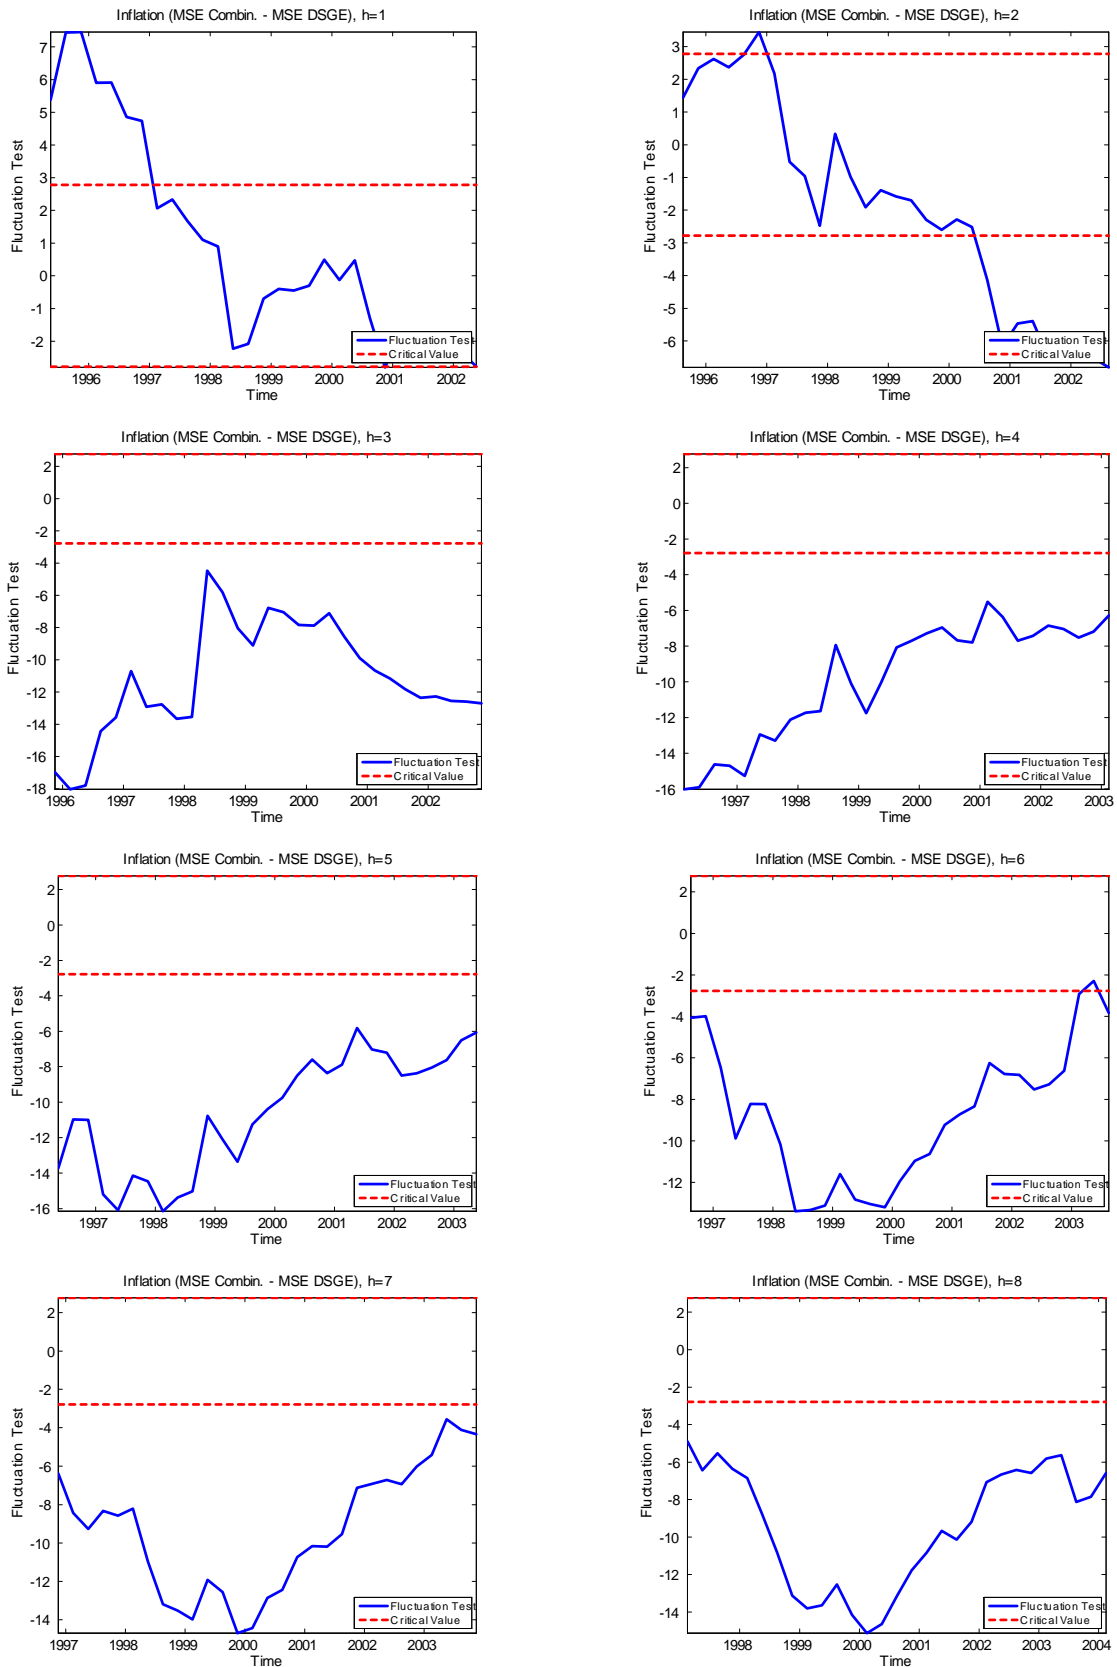 Inflation (MSE Combin. - MSE DSGE), h=1
7
6
5
4
3
2
1
0
-1
-2
Fluctuation Test
Fluctuation Test
Critical Value
1996 1997 1998 1999 2000 2001 2002
Time
Inflation (MSE Combin. - MSE DSGE), h=2
3
2
1
0
-1
-2
-3
-4
-5
-6
Fluctuation Test
Fluctuation Test
Critical Value
1996 1997 1998 1999 2000 2001 2002
Time
Inflation (MSE Combin. - MSE DSGE), h=3
2
0
-2
-4
-6
-8
-10
-12
-14
-16
-18
Fluctuation Test
Fluctuation Test
Critical Value
1996 1997 1998 1999 2000 2001 2002
Time
Inflation (MSE Combin. - MSE DSGE), h=4
2
0
-2
-4
-6
-8
-10
-12
-14
-16
Fluctuation Test
Fluctuation Test
Critical Value
1997 1998 1999 2000 2001 2002 2003
Time
Inflation (MSE Combin. - MSE DSGE), h=5
2
0
-2
-4
-6
-8
-10
-12
-14
-16
Fluctuation Test
Fluctuation Test
Critical Value
1997 1998 1999 2000 2001 2002 2003
Time
Inflation (MSE Combin. - MSE DSGE), h=6
2
0
-2
-4
-6
-8
-10
-12
Fluctuation Test
Fluctuation Test
Critical Value
1997 1998 1999 2000 2001 2002 2003
Time
Inflation (MSE Combin. - MSE DSGE), h=7
2
0
-2
-4
-6
-8
-10
-12
-14
Fluctuation Test
Fluctuation Test
Critical Value
1997 1998 1999 2000 2001 2002 2003
Time
Inflation (MSE Combin. - MSE DSGE), h=8
2
0
-2
-4
-6
-8
-10
-12
-14
Fluctuation Test
Fluctuation Test
Critical Value
1998 1999 2000 2001 2002 2003 2004
Time